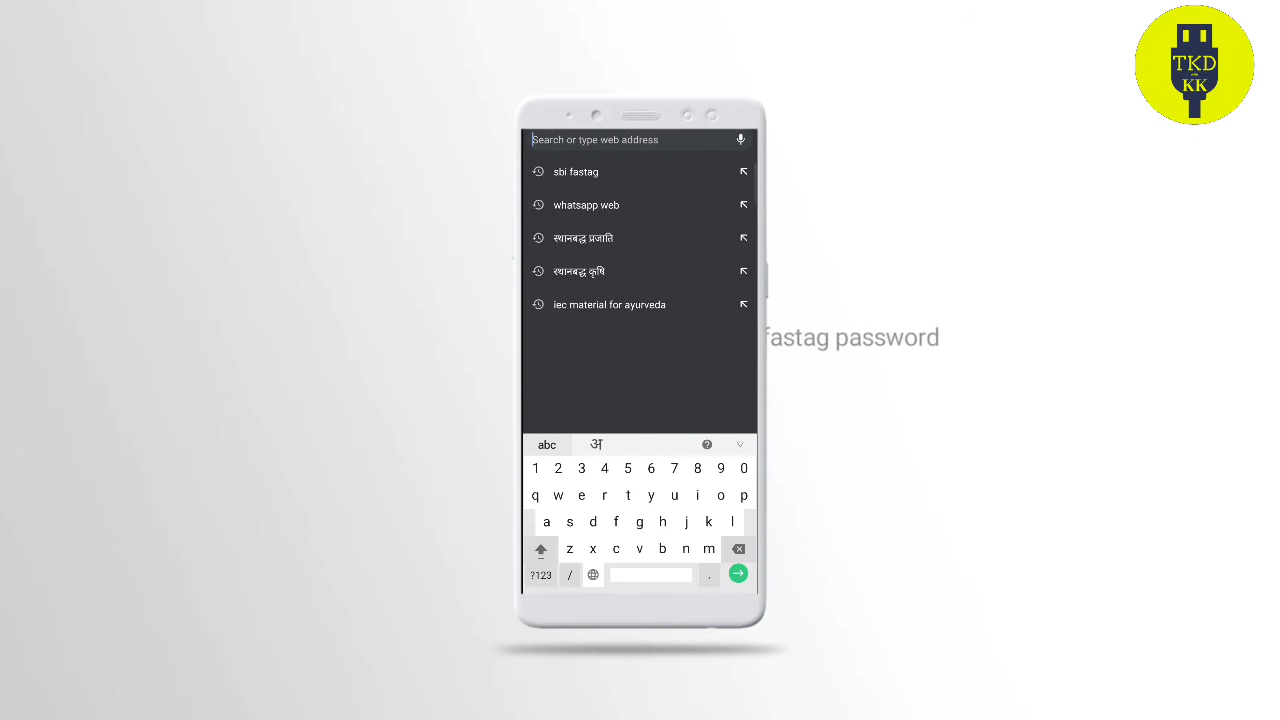 TKD
with
KK
Search or type web address
sbi fastag
whatsapp web
स्थानबद्ध प्रजाति
स्थानबद्ध कृषि
iec material for ayurveda
fastag password
abc अ
1 2 3 4 5 6 7 8 9 0
q w e r t y u i o p
a s d f g h j k l
z x c v b n m
?123 / .